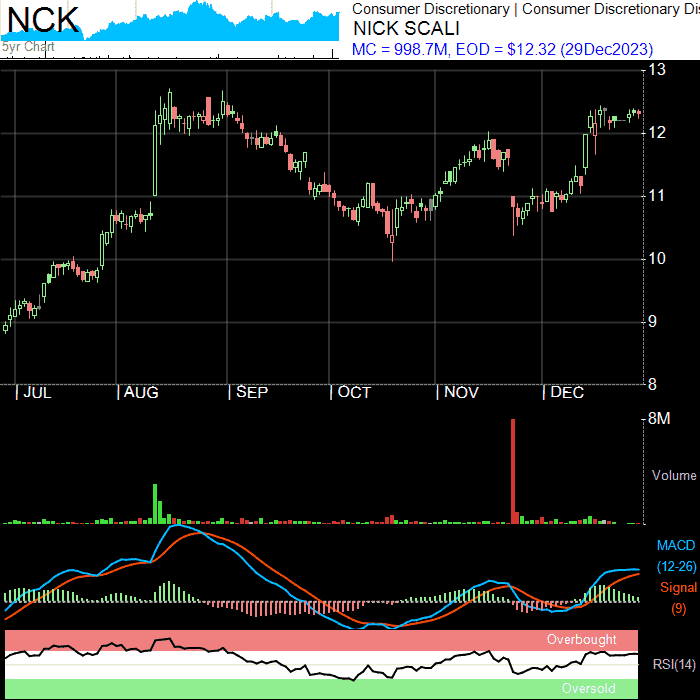 NCK
5yr Chart
Consumer Discretionary | Consumer Discretionary Dis
NICK SCALI
MC = 998.7M, EOD = $12.32 (29Dec2023)
13
12
11
10
9
8
JUL AUG SEP OCT NOV DEC
8M
Volume
MACD
(12-26)
Signal
(9)
Overbought
RSI(14)
Oversold